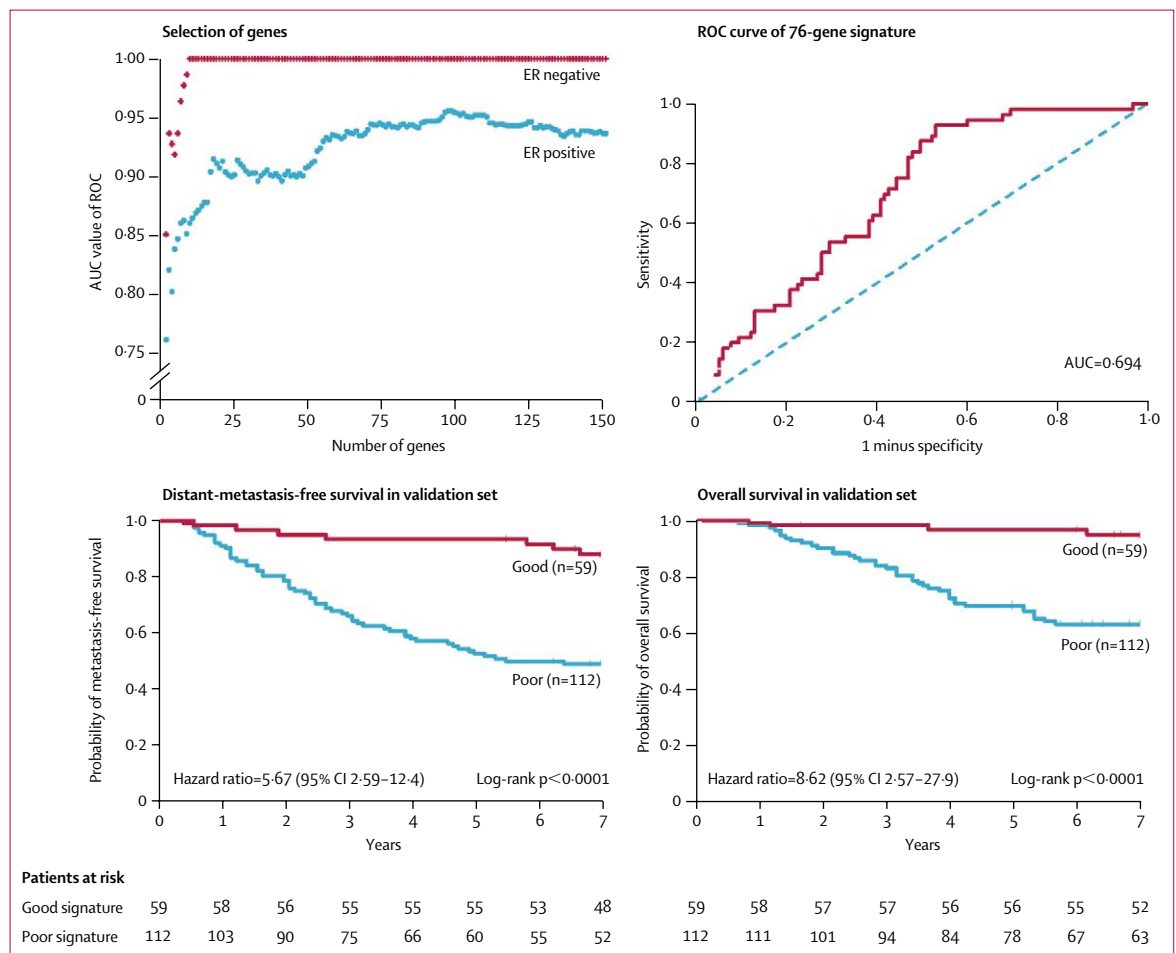 Selection of genes
1·00
0·95
0·90
0·85
0·80
0·75
0
AUC value of ROC
ER negative
ER positive
0 25 50 75 100 125 150
Number of genes
ROC curve of 76-gene signature
1·0
0·8
0·6
0·4
0·2
0
Sensitivity
AUC=0·694
0 0·2 0·4 0·6 0·8 1·0
1 minus specificity
Distant-metastasis-free survival in validation set
1·0
0·8
0·6
0·4
0·2
0
Probability of metastasis-free survival
Good (n=59)
Poor (n=112)
Hazard ratio=5·67 (95% CI 2·59–12·4) Log-rank p<0·0001
0 1 2 3 4 5 6 7
Years
Overall survival in validation set
1·0
0·8
0·6
0·4
0·2
0
Probability of overall survival
Good (n=59)
Poor (n=112)
Hazard ratio=8·62 (95% CI 2·57–27·9) Log-rank p<0·0001
0 1 2 3 4 5 6 7
Years
Patients at risk
Good signature 59 58 56 55 55 55 53 48 59 58 57 57 56 56 55 52
Poor signature 112 103 90 75 66 60 55 52 112 111 101 94 84 78 67 63